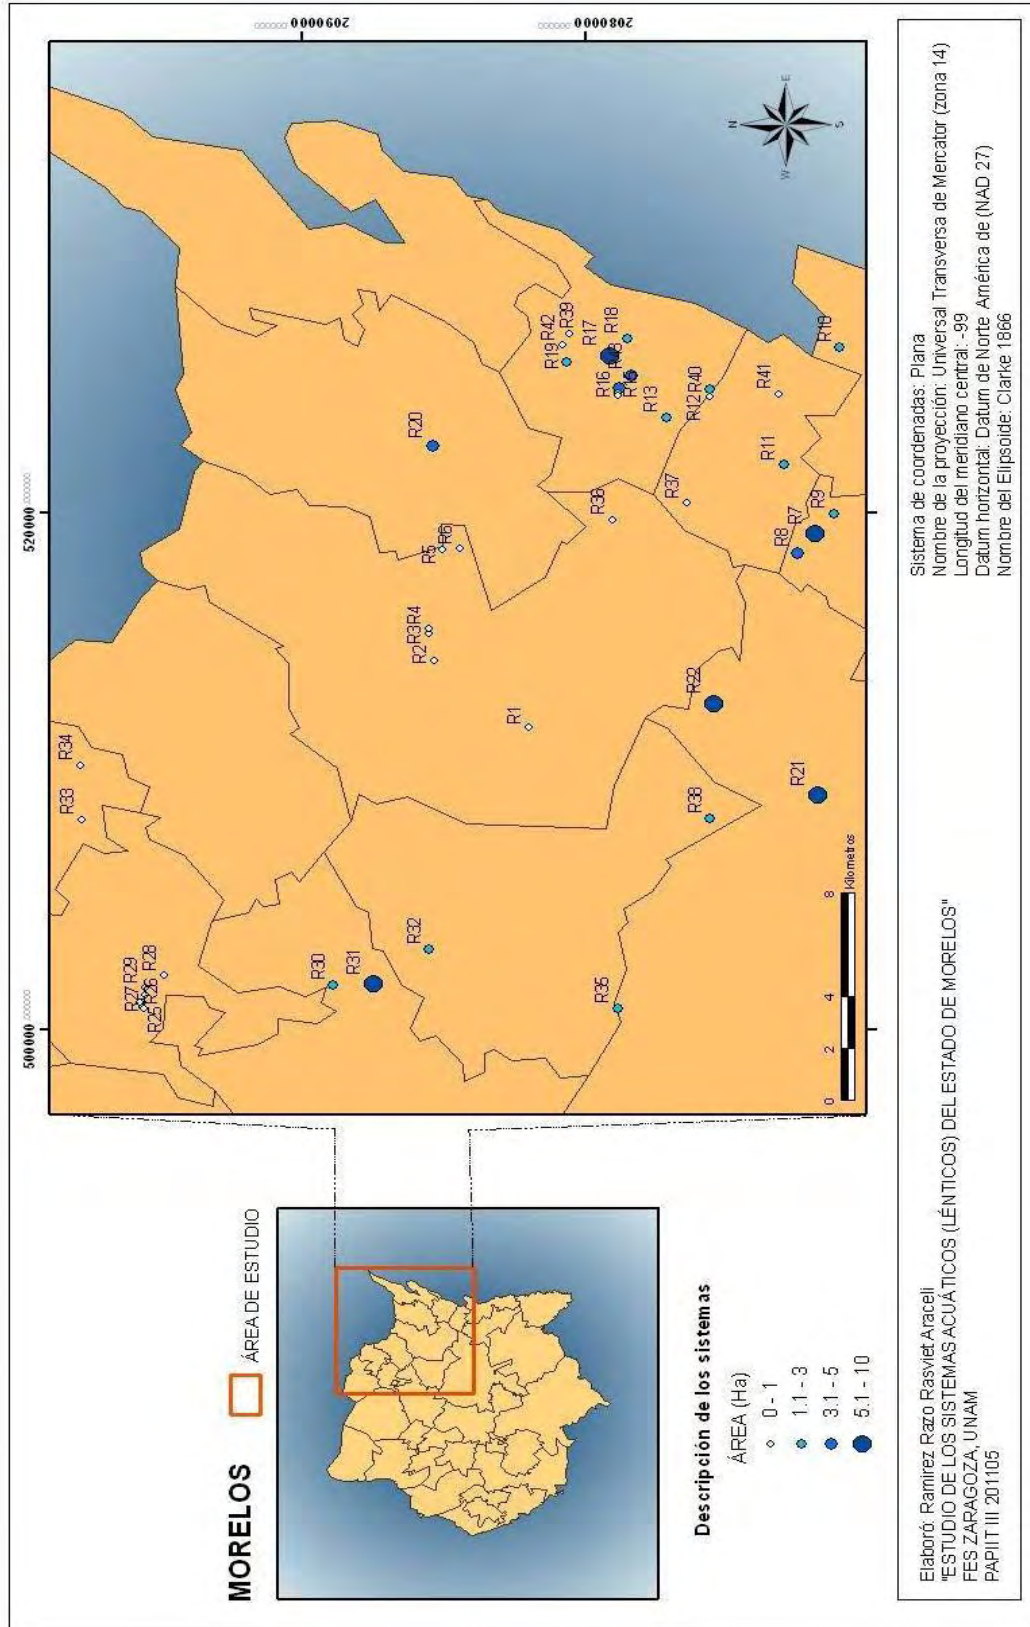 MORELOS
ÁREA DE ESTUDIO
Descripción de los sistemas
ÁREA (Ha)
0 - 1
1.1 - 3
3.1 - 5
5.1 - 10
500000.000000
520000.000000
2090000.000000
2080000.000000
R33
R34
R27
R29
R26
R28
R25
R30
R31
R32
R35
R38
R21
R22
R1
R2
R3
R4
R5
R6
R20
R36
R37
R19
R42
R39
R17
R18
R16
R13
R12
R40
R41
R11
R8
R7
R9
R10
N
W
E
S
0
2
4
8
Kilometros
Elaboró: Ramirez Razo Rasviet Araceli
"ESTUDIO DE LOS SISTEMAS ACUÁTICOS (LÉNTICOS) DEL ESTADO DE MORELOS"
FES ZARAGOZA, UNAM
PAPIIT III 201105
Sistema de coordenadas: Plana
Nombre de la proyección: Universal Transversa de Mercator (zona 14)
Longitud del meridiano central: -99
Datum horizontal: Datum de Norte América de (NAD 27)
Nombre del Elipsoide: Clarke 1866